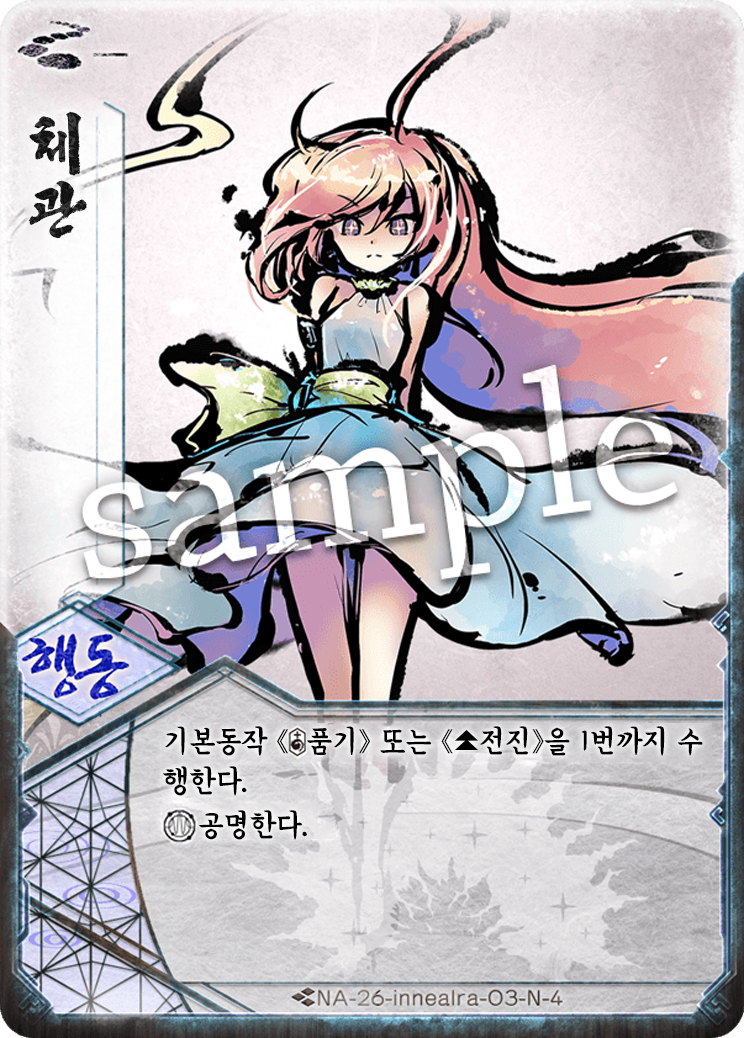 체관
sample
행동
기본동작 《품기》 또는 《전진》을 1번까지 수
행한다.
공명한다.
NA-26-innealra-O3-N-4